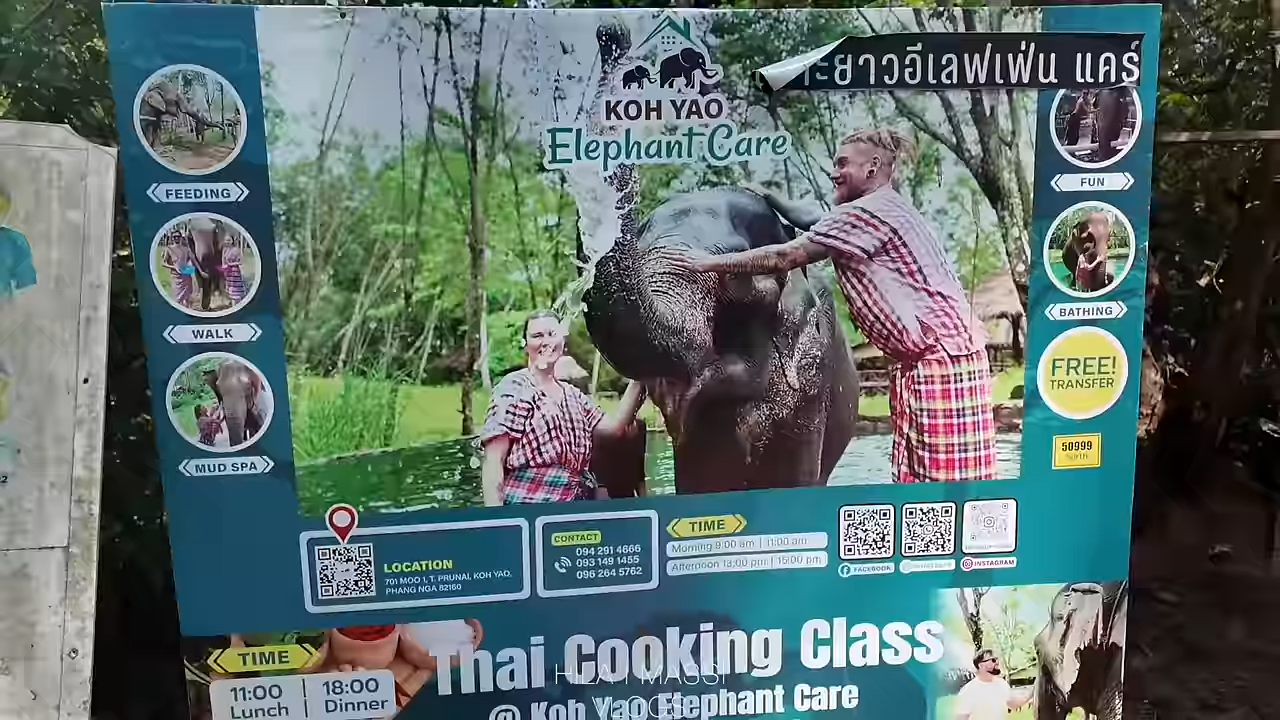 KOH YAO
Elephant Care
ะยาวอีเลฟเฟ่น แคร์
FEEDING
WALK
MUD SPA
FUN
BATHING
FREE!
TRANSFER
50999
LOCATION
701 MOO 1, T. PRUNAI, KOH YAO,
PHANG NGA 82160
CONTACT
094 291 4666
093 149 1455
096 264 5762
TIME
Morning 9:00 am | 11:00 am
Afternoon 13:00 pm | 15:00 pm
FACEBOOK
INSTAGRAM
Thai Cooking Class
@ Koh Yao Elephant Care
TIME
11:00 Lunch
18:00 Dinner
HILA I MASSI
VLOGS